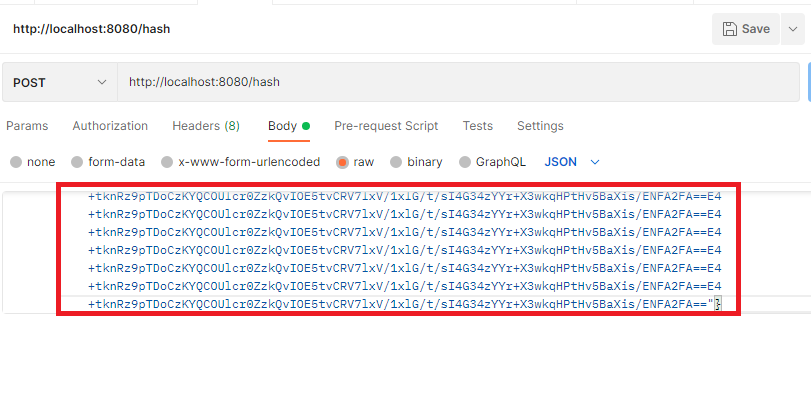 http://localhost:8080/hash
Save
POST
http://localhost:8080/hash
Params Authorization Headers (8) Body Pre-request Script Tests Settings
none form-data x-www-form-urlencoded raw binary GraphQL JSON
+tknRz9pTDoCzKYQCOUlcr0ZzkQvIOE5tvCRV7lxV/1xlG/t/sI4G34zYYr+X3wkqHPtHv5BaXis/ENFA2FA==E4
+tknRz9pTDoCzKYQCOUlcr0ZzkQvIOE5tvCRV7lxV/1xlG/t/sI4G34zYYr+X3wkqHPtHv5BaXis/ENFA2FA==E4
+tknRz9pTDoCzKYQCOUlcr0ZzkQvIOE5tvCRV7lxV/1xlG/t/sI4G34zYYr+X3wkqHPtHv5BaXis/ENFA2FA==E4
+tknRz9pTDoCzKYQCOUlcr0ZzkQvIOE5tvCRV7lxV/1xlG/t/sI4G34zYYr+X3wkqHPtHv5BaXis/ENFA2FA==E4
+tknRz9pTDoCzKYQCOUlcr0ZzkQvIOE5tvCRV7lxV/1xlG/t/sI4G34zYYr+X3wkqHPtHv5BaXis/ENFA2FA==E4
+tknRz9pTDoCzKYQCOUlcr0ZzkQvIOE5tvCRV7lxV/1xlG/t/sI4G34zYYr+X3wkqHPtHv5BaXis/ENFA2FA==E4
+tknRz9pTDoCzKYQCOUlcr0ZzkQvIOE5tvCRV7lxV/1xlG/t/sI4G34zYYr+X3wkqHPtHv5BaXis/ENFA2FA=="}